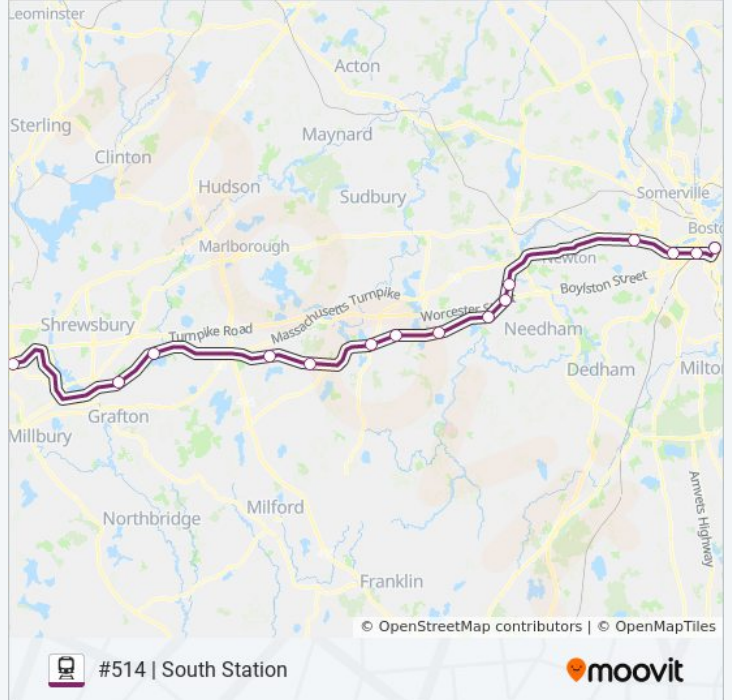 Leominster
Acton
Sterling
Maynard
Clinton
Hudson
Somerville
Sudbury
Bosto
Marlborough
Newton
Boylston Street
Massachusetts Turnpike
Worcester S
Shrewsbury
Turnpike Road
Needham
Dedham
Milto
Grafton
Millbury
Amvets Highway
Milford
Northbridge
Franklin
© OpenStreetMap contributors | © OpenMapTiles
#514 | South Station
moovit